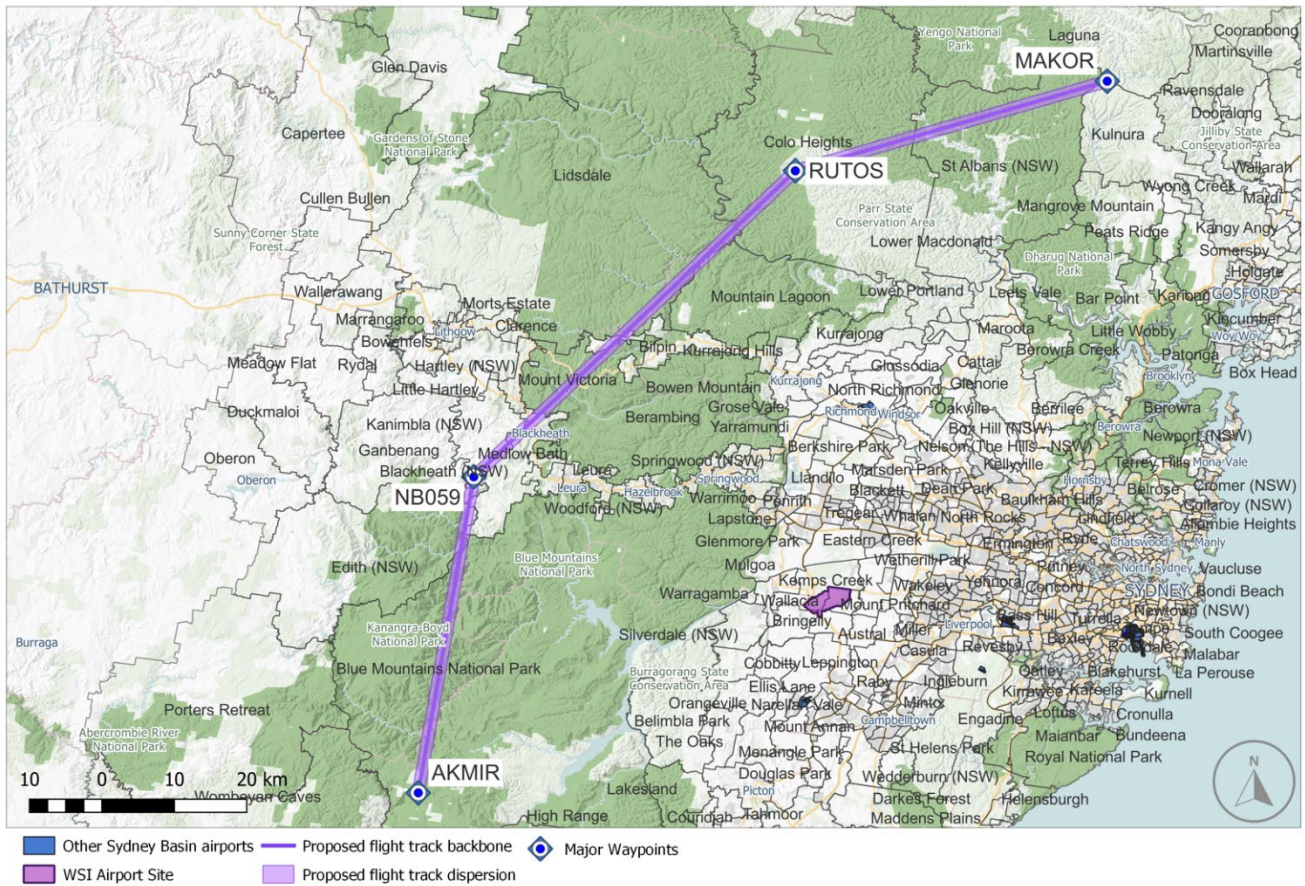 Cooranbong
Laguna
Yengo National
Park
Martinsville
MAKOR
Glen Davis
Ravensdale
Dooralong
Capertee
Gardens of Stone
National Park
Colo Heights
Kulnura
Jilliby State
Conservation Area
Lidsdale
RUTOS
St Albans (NSW)
Wallarah
Wyong Creek
Cullen Bullen
Parr State
Conservation Area
Mangrove Mountain
Mardi
Sunny Corner State
Forest
Lower Macdonald
Peats Ridge
Kangy Angy
Somersby
Dharug National
Park
Holgate
BATHURST
Wallerawang
Mountain Lagoon
Lower Portland
Leets Vale
Bar Point
Kariong
GOSFORD
Morts Estate
Marrangaroo
Clarence
Kurrajong
Maroota
Little Wobby
Kincumber
Lithgow
Bowenfels
Bilpin
Kurrajong Hills
Woy Woy
Meadow Flat
Rydal
Hartley (NSW)
Glossodia
Cattai
Berowra Creek
Patonga
Box Head
Mount Victoria
Little Hartley
Bowen Mountain
Kurrajong
North Richmond
Glenorie
Brooklyn
Duckmaloi
Berambing
Grose Vale
Richmond
Windsor
Oakville
Berrilee
Berowra
Kanimbla (NSW)
Blackheath
Yarramundi
Box Hill (NSW)
Berowra
Newport (NSW)
Ganbenang
Medlow Bath
Berkshire Park
Nelson
The Hills
(NSW)
Oberon
Blackheath (NSW)
Leura
Springwood (NSW)
Marsden Park
Kellyville
Terrey Hills
Mona Vale
Oberon
Leura
Hazelbrook
Springwood
Llandilo
Hornsby
Belrose
Cromer (NSW)
NB059
Warrimoo
Penrith
Blackett
Dean Park
Baulkham Hills
Collaroy (NSW)
Woodford (NSW)
Lapstone
Tregear
Whalan
North Rocks
Lindfield
Allambie Heights
Glenmore Park
Eastern Creek
Ermington
Ryde
Chatswood
Manly
Blue Mountains
National Park
Mulgoa
Wetherill Park
Putney
North Sydney
Vaucluse
Edith (NSW)
Kemps Creek
Wakeley
Yennora
Concord
SYDNEY
Bondi Beach
Warragamba
Wallacia
Mount Pritchard
Bass Hill
Turrella
Newtown (NSW)
Kanangra-Boyd
National Park
Bringelly
Liverpool
Burraga
Silverdale (NSW)
Austral
Miller
Revesby
Bexley
Rockdale
South Coogee
Casula
Malabar
Blue Mountains National Park
Burragorang State
Conservation Area
Cobbitty
Leppington
Oatley
Blakehurst
La Perouse
Ellis Lane
Raby
Ingleburn
Kirrawee
Kareela
Kurnell
Porters Retreat
Orangeville
Narellan Vale
Minto
Loftus
Cronulla
Belimbla Park
Mount Annan
Campbelltown
Engadine
Abercrombie River
National Park
The Oaks
Maianbar
Bundeena
Menangle Park
St Helens Park
Royal National Park
N
10 0 10 20 km
AKMIR
Douglas Park
Wedderburn (NSW)
Wombeyan Caves
Lakesland
Picton
Darkes Forest
Helensburgh
High Range
Couridjah
Tahmoor
Maddens Plains
Other Sydney Basin airports
Proposed flight track backbone
Major Waypoints
WSI Airport Site
Proposed flight track dispersion